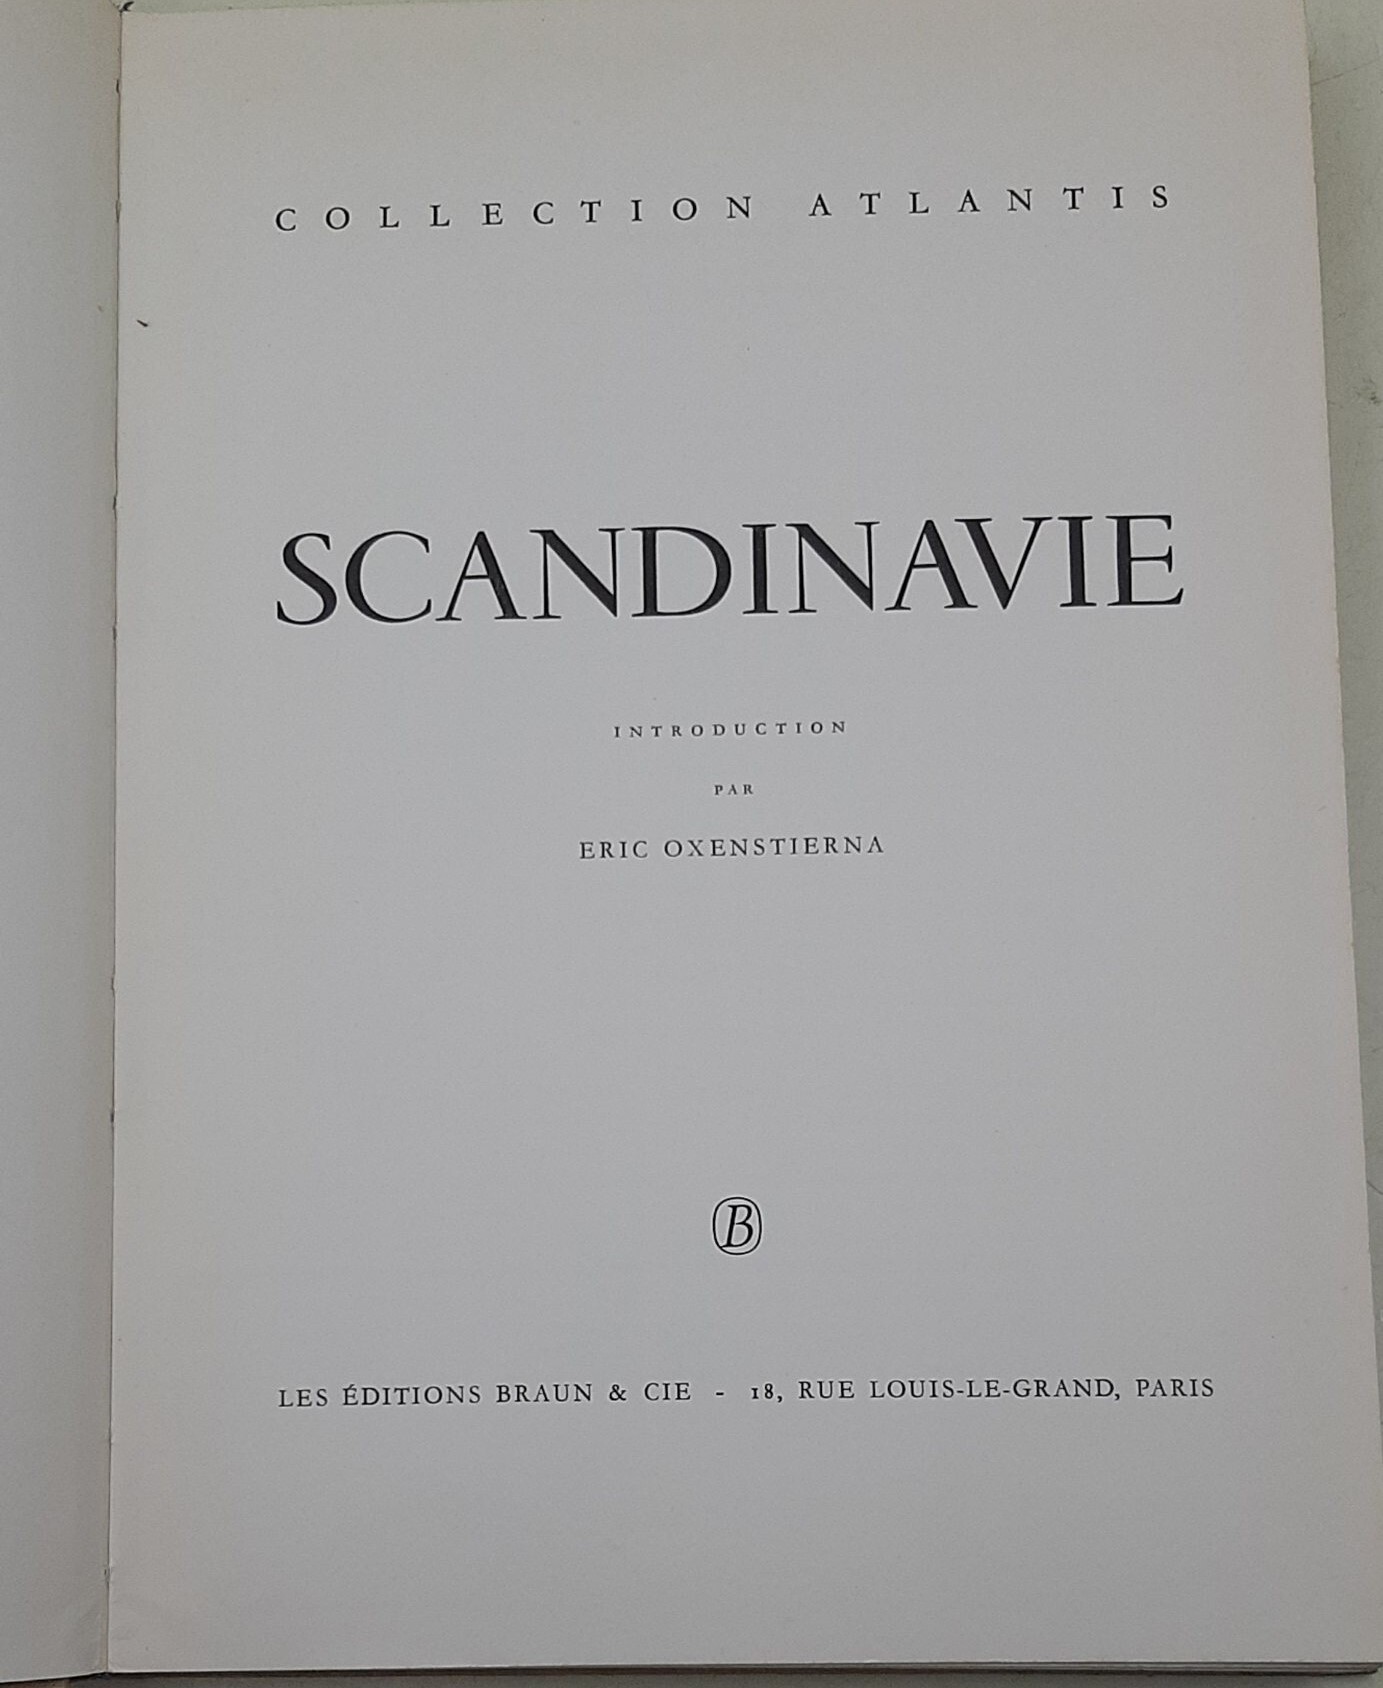 COLLECTION ATLANTIS
SCANDINAVIE
INTRODUCTION
PAR
ERIC OXENSTIERNA
B
LES ÉDITIONS BRAUN & CIE - 18, RUE LOUIS-LE-GRAND, PARIS